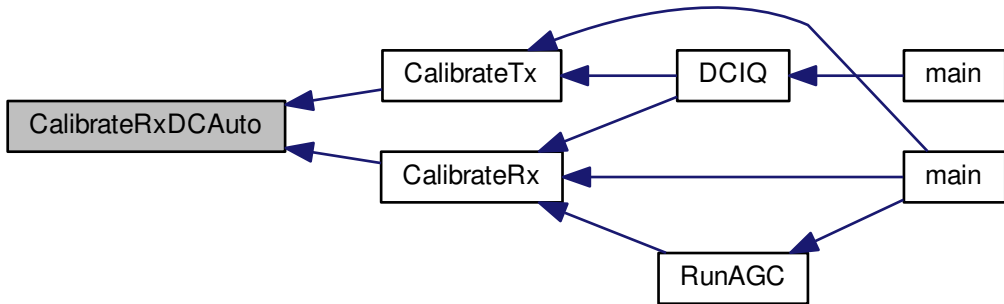 CalibrateRxDCAuto
CalibrateTx
DCIQ
main
CalibrateRx
main
RunAGC